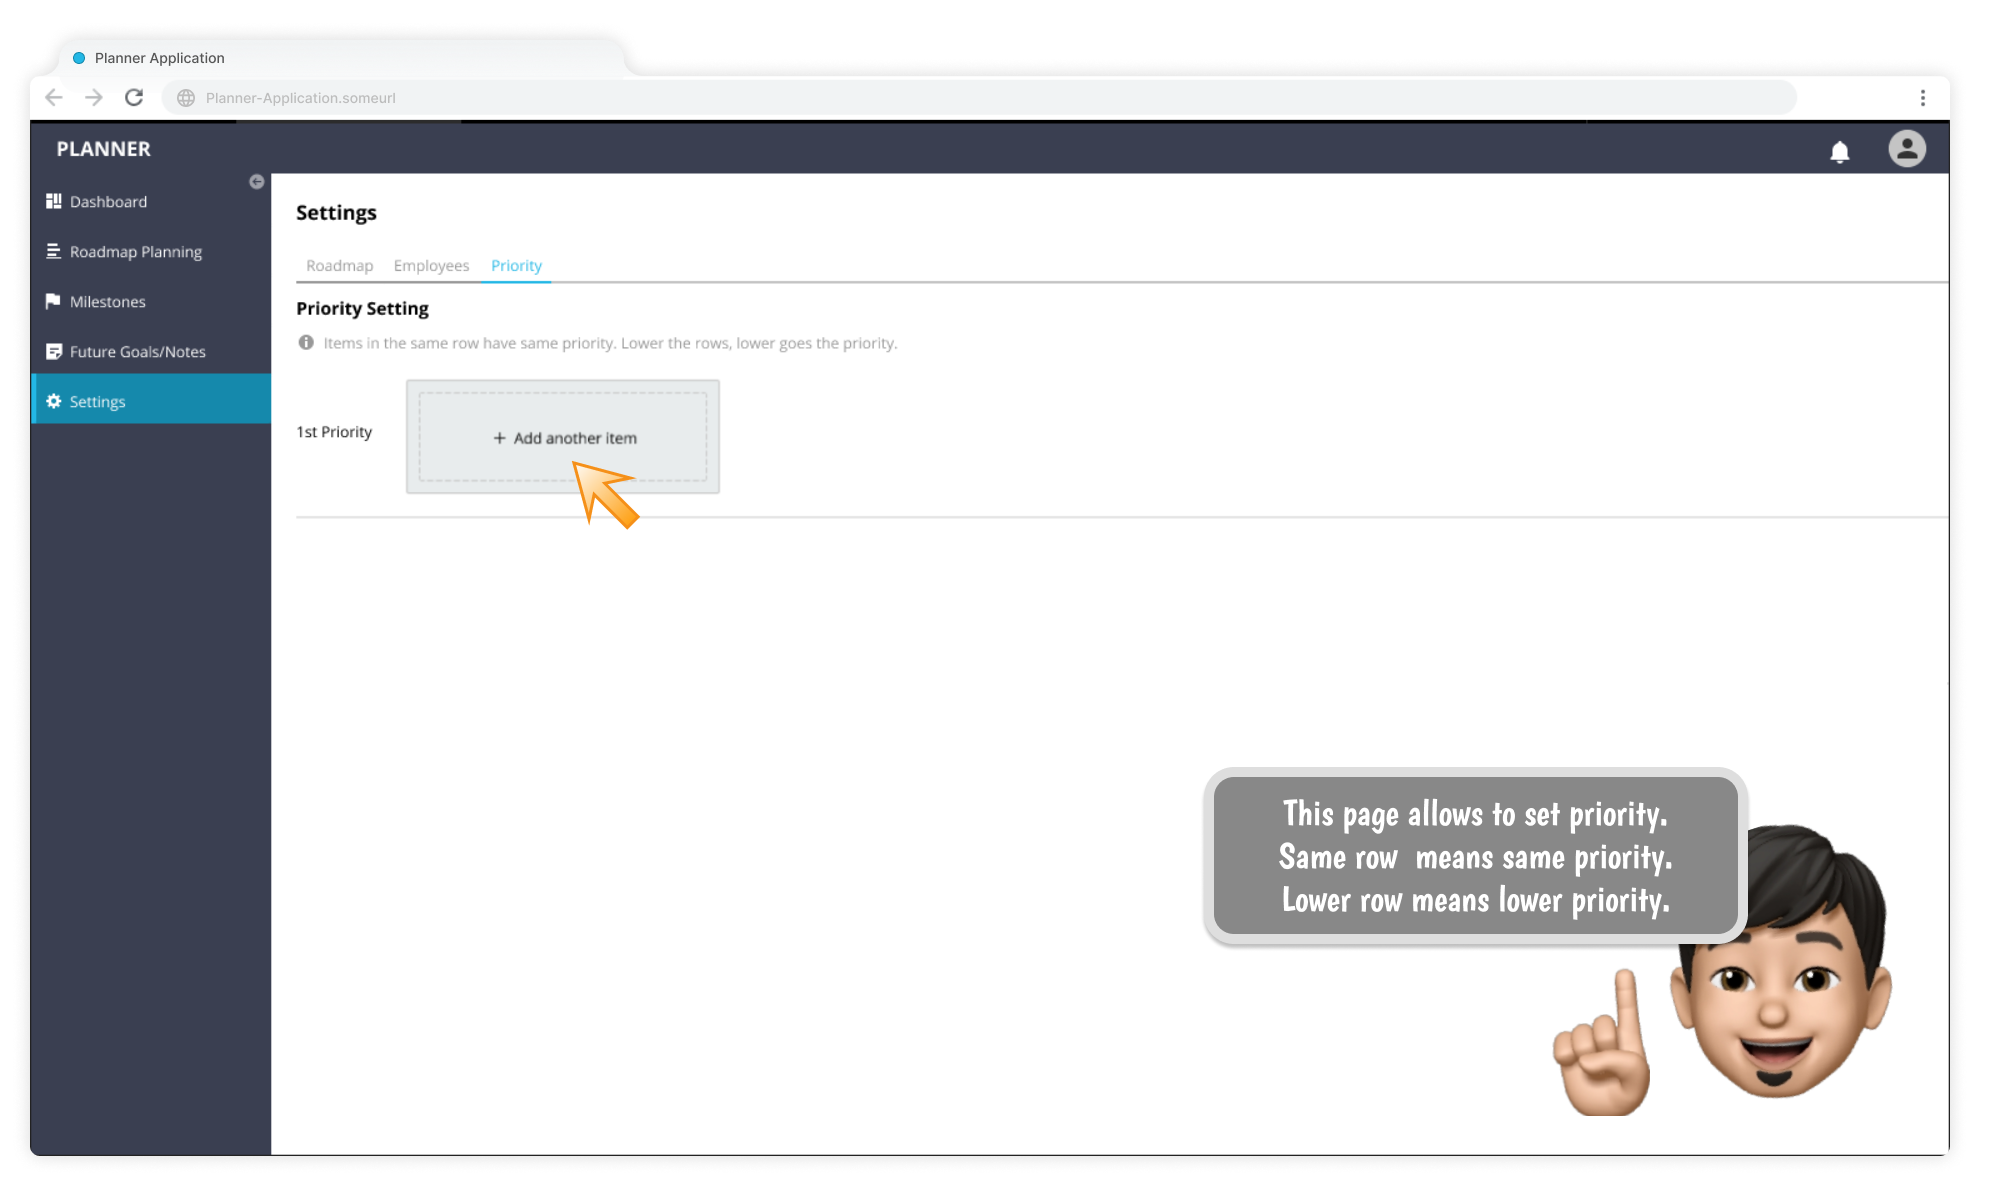 Planner Application
Planner-Application.someurl
PLANNER
Dashboard
Roadmap Planning
Milestones
Future Goals/Notes
Settings
Settings
Roadmap Employees Priority
Priority Setting
Items in the same row have same priority. Lower the rows, lower goes the priority.
1st Priority
+ Add another item
This page allows to set priority.
Same row means same priority.
Lower row means lower priority.